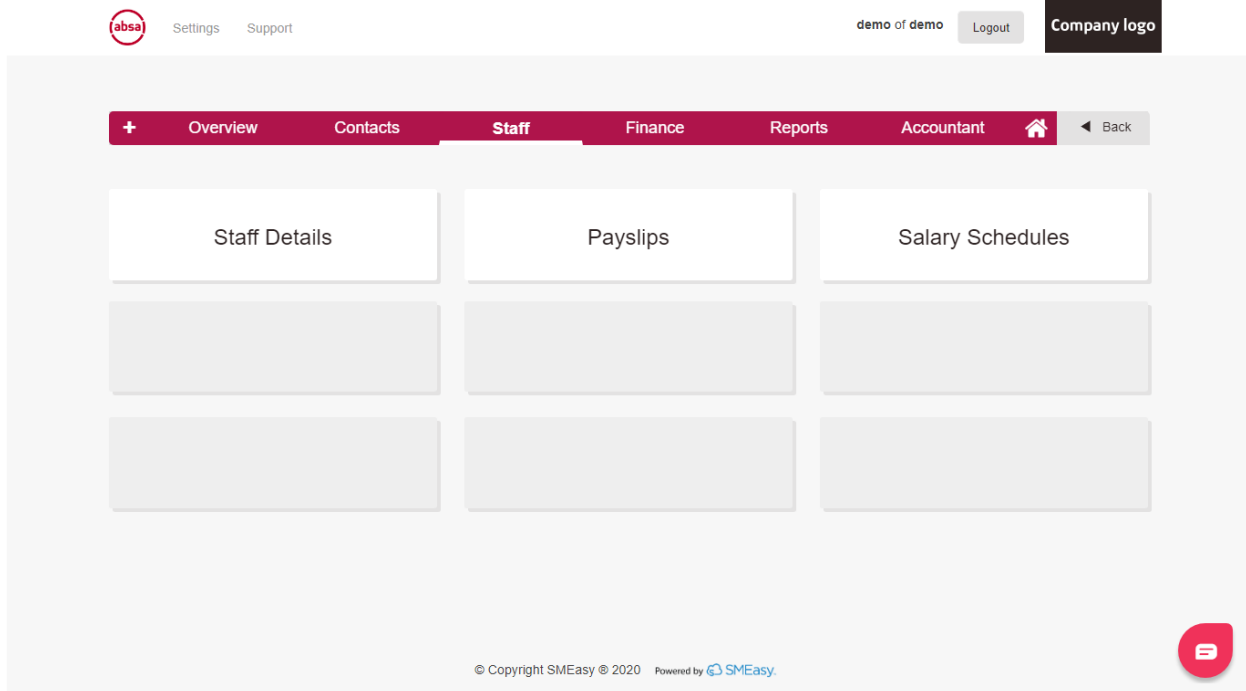 absa Settings Support demo of demo Logout Company logo
+ Overview Contacts Staff Finance Reports Accountant Back
Staff Details Payslips Salary Schedules
© Copyright SMEasy ® 2020 Powered by SMEasy.